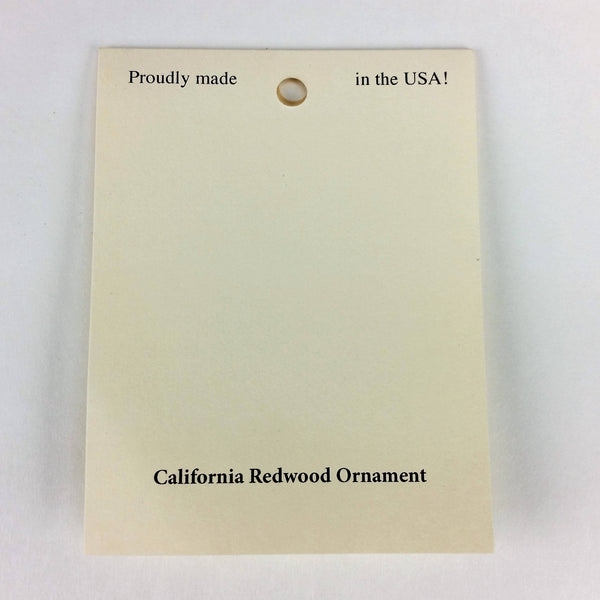 Proudly made in the USA!
California Redwood Ornament